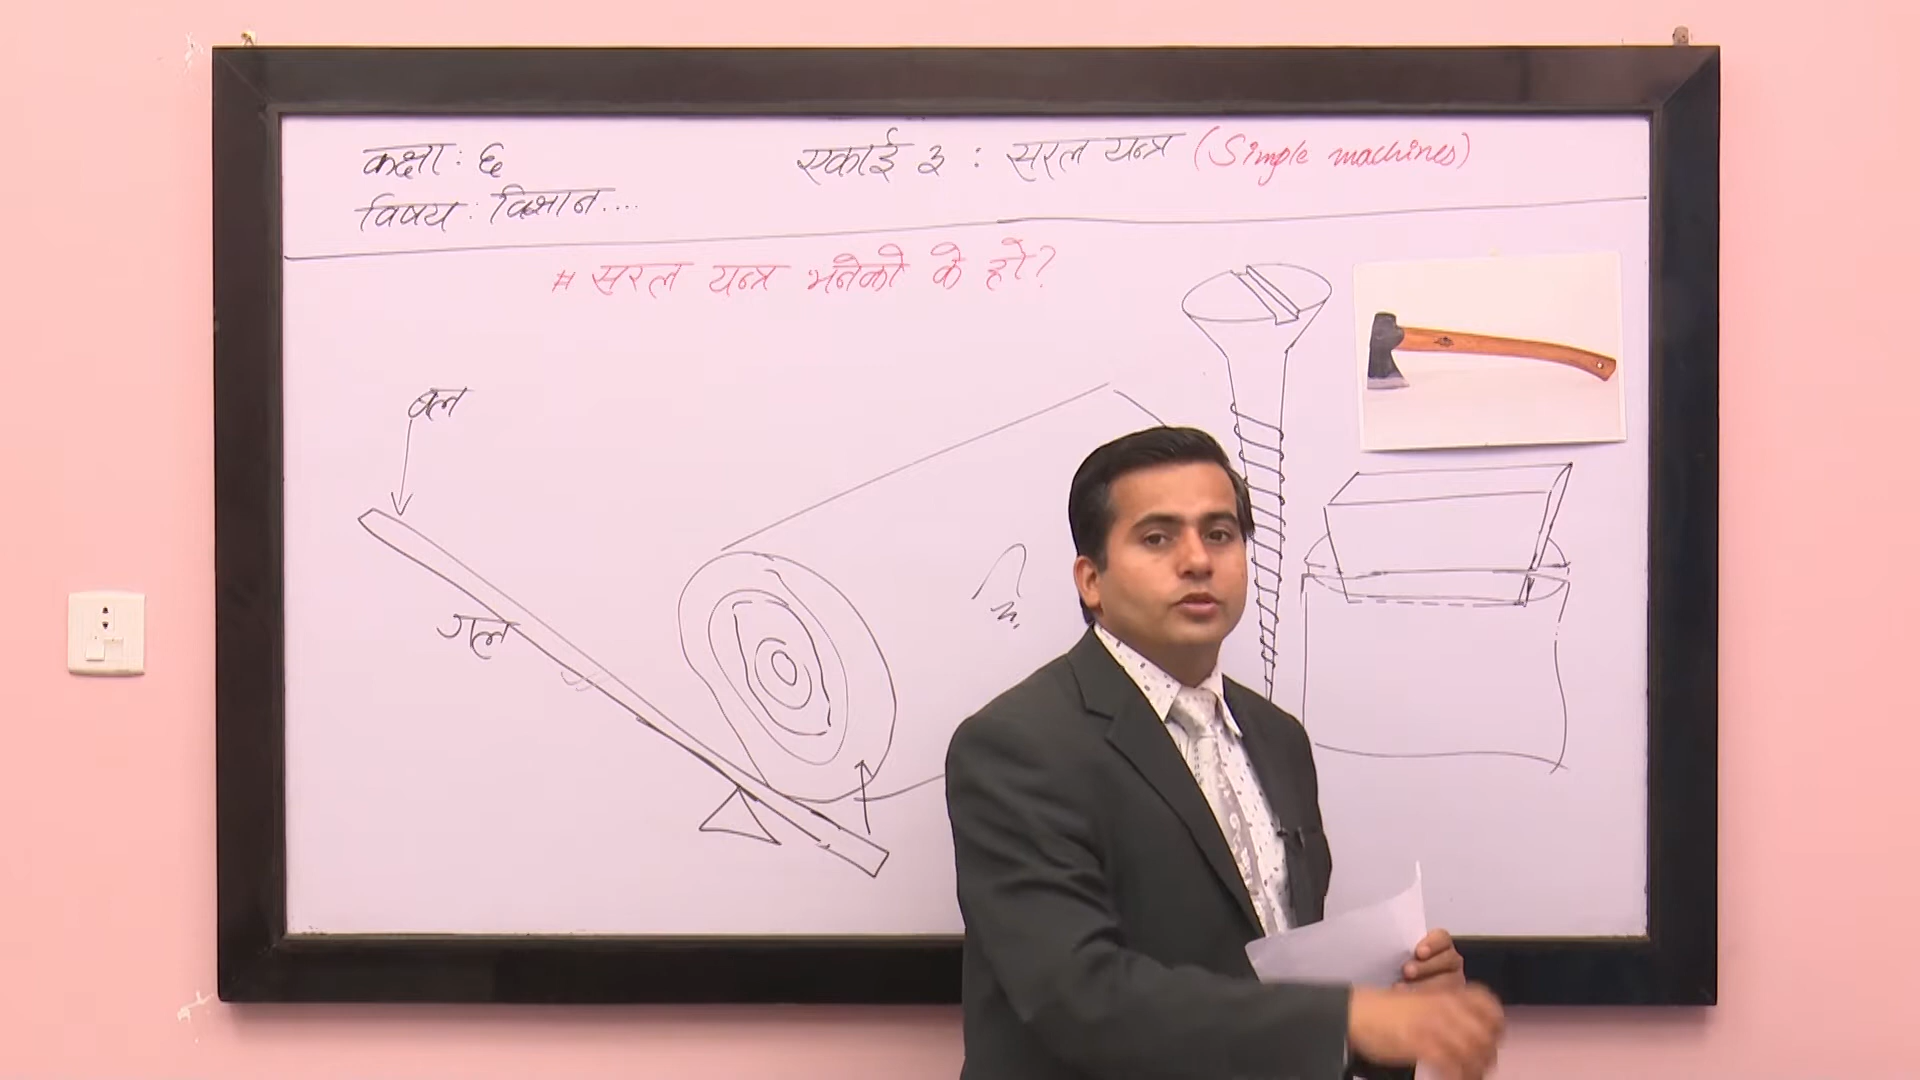 कक्षा : ६
एकाई ३ : सरल यन्त्र (Simple machines)
विषय : विज्ञान....
# सरल यन्त्र भनेको के हो?
बल
गल